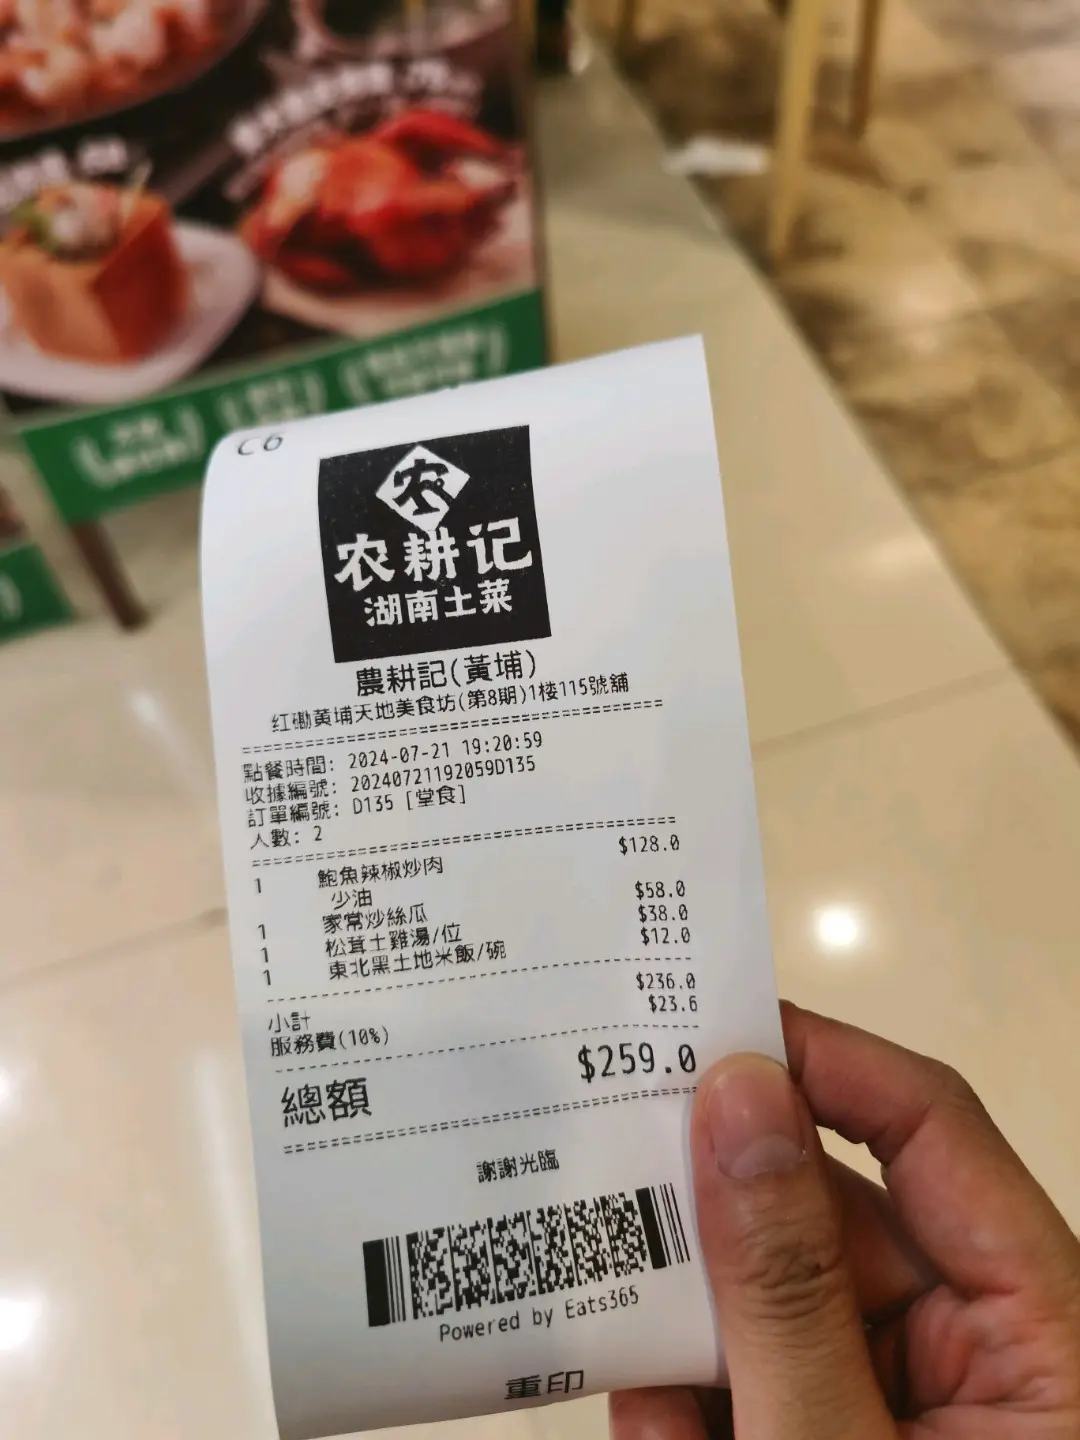 C6
农
农耕记
湖南土菜
農耕記(黃埔)
红磡黄埔天地美食坊(第8期)1楼115號舖
點餐時間: 2024-07-21 19:20:59
收據編號: 20240721192059D135
訂單編號: D135 [堂食]
人數: 2
1 鮑魚辣椒炒肉 $128.0
少油
1 家常炒絲瓜 $58.0
1 松茸土雞湯/位 $38.0
1 東北黑土地米飯/碗 $12.0
小計 $236.0
服務費(10%) $23.6
總額 $259.0
謝謝光臨
Powered by Eats365
重印